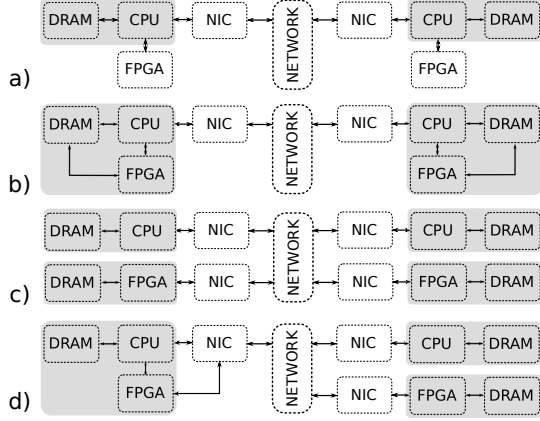 DRAM CPU NIC NETWORK NIC CPU DRAM
FPGA FPGA
a)
DRAM CPU NIC NETWORK NIC CPU DRAM
FPGA FPGA
b)
DRAM CPU NIC NETWORK NIC CPU DRAM
c)
DRAM FPGA NIC NIC FPGA DRAM
DRAM CPU NIC NETWORK NIC CPU DRAM
FPGA NIC FPGA DRAM
d)